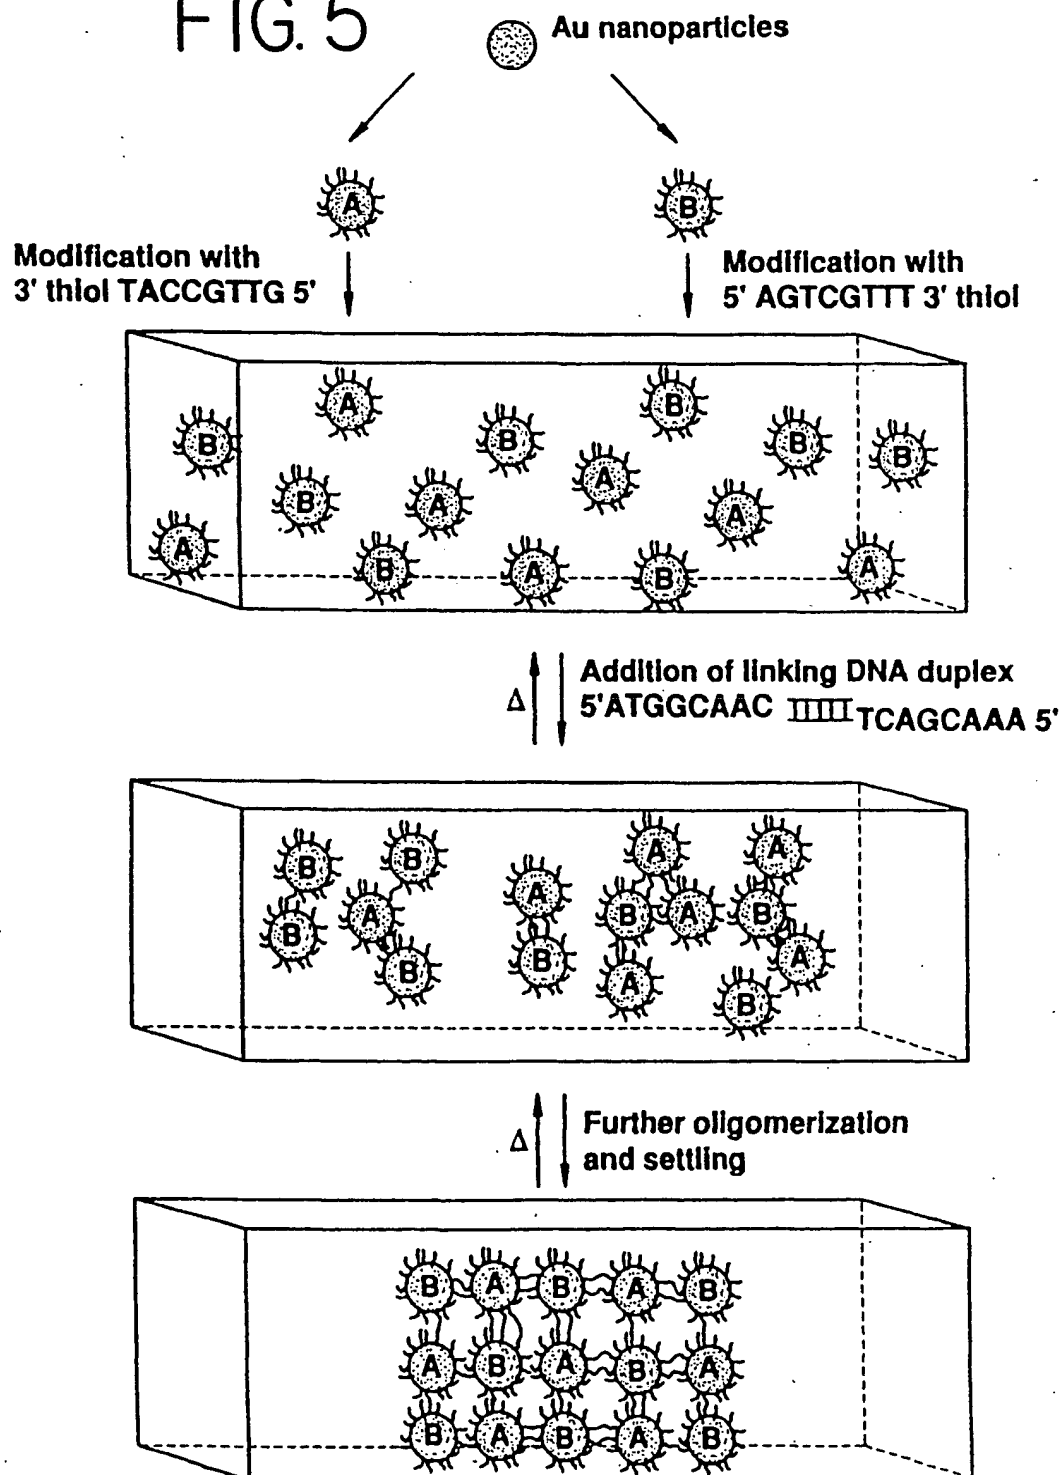 FIG. 5
Au nanoparticles
A
B
Modification with
3' thiol TACCGTTG 5'
Modification with
5' AGTCGTTT 3' thiol
A
B
B
B
B
B
B
A
A
A
A
B
A
B
A
Δ
Addition of linking DNA duplex
5'ATGGCAAC TCAGCAAA 5'
B
B
A
A
A
B
A
B
A
B
B
B
A
A
B
Δ
Further oligomerization
and settling
B A B A B
A B A B A
B A B A B